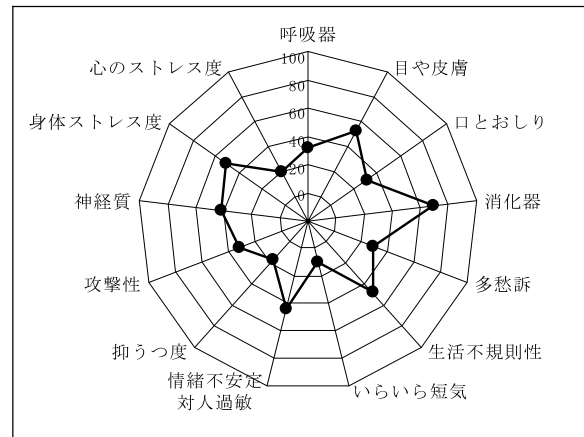 呼吸器
100
80
60
40
20
0
目や皮膚
口とおしり
消化器
多愁訴
生活不規則性
いらいら短気
情緒不安定
対人過敏
抑うつ度
攻撃性
神経質
身体ストレス度
心のストレス度